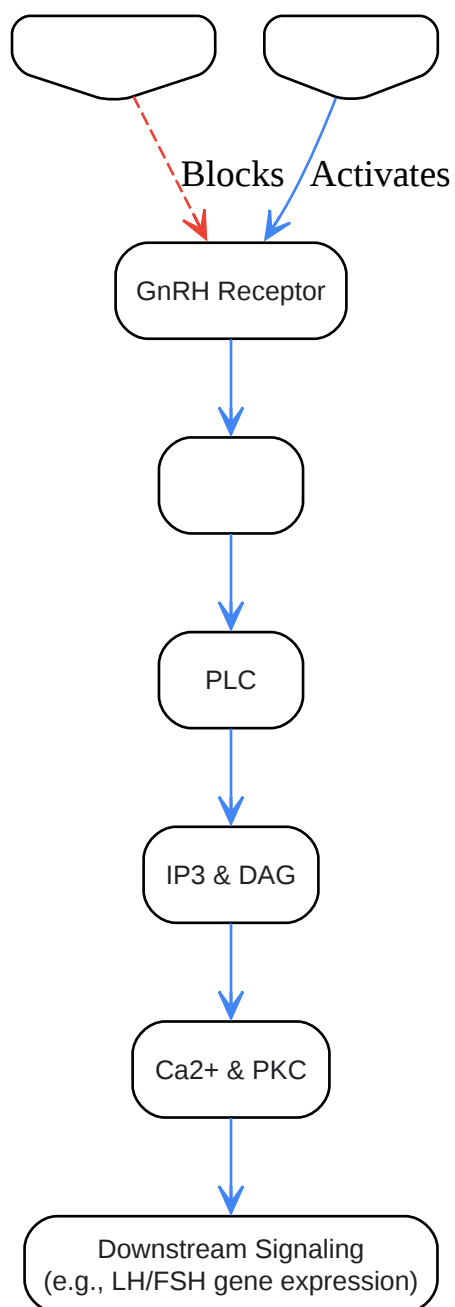 Blocks
Activates
GnRH Receptor
PLC
IP3 & DAG
Ca2+ & PKC
Downstream Signaling
(e.g., LH/FSH gene expression)